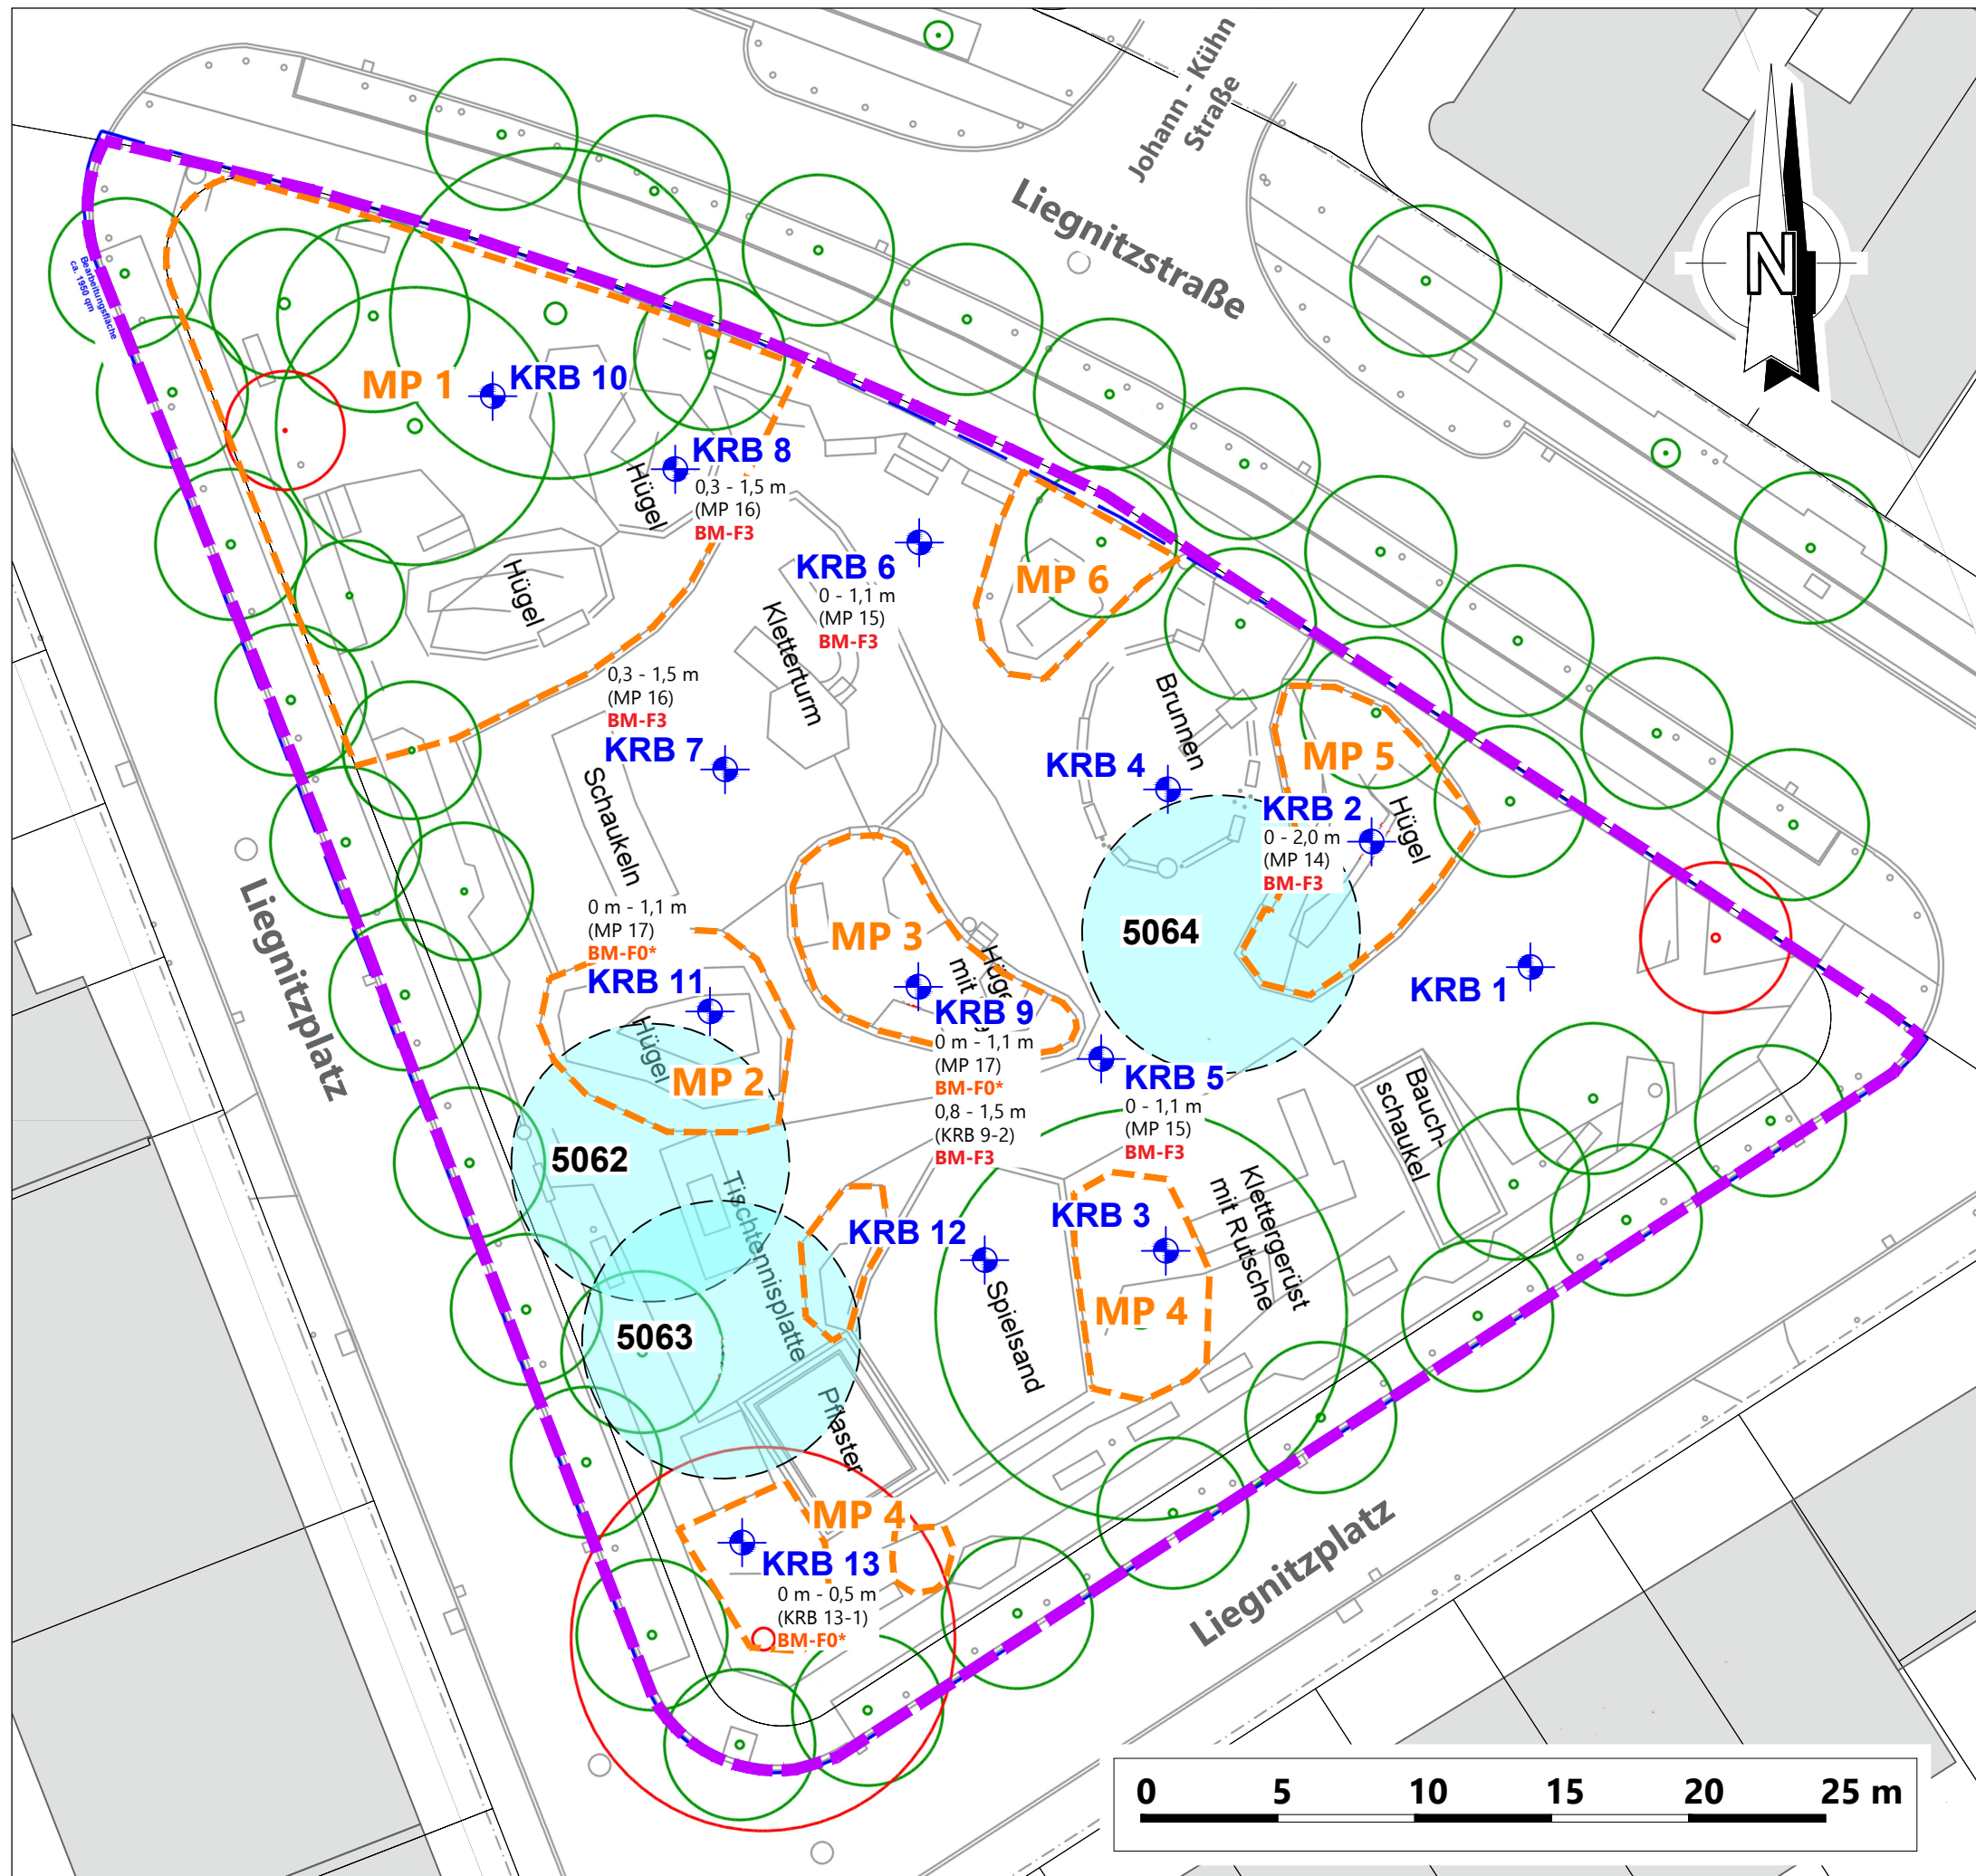 Johann - Kühn
Straße
Liegnitzstraße
N
Bearbeitungsfläche
ca. 1950 qm
MP 1
KRB 10
KRB 8
0,3 - 1,5 m
(MP 16)
BM-F3
Hügel
Hügel
KRB 6
0 - 1,1 m
(MP 15)
BM-F3
Kletterturm
MP 6
0,3 - 1,5 m
(MP 16)
BM-F3
KRB 7
Schaukeln
Brunnen
KRB 4
MP 5
KRB 2
0 - 2,0 m
(MP 14)
BM-F3
Hügel
Liegnitzplatz
0 m - 1,1 m
(MP 17)
BM-F0*
KRB 11
Hügel
MP 2
MP 3
Hügel
mit
KRB 9
0 m - 1,1 m
(MP 17)
BM-F0*
0,8 - 1,5 m
(KRB 9-2)
BM-F3
5064
KRB 1
KRB 5
0 - 1,1 m
(MP 15)
BM-F3
Bauch-
schaukel
5062
Tischtennisplatte
5063
KRB 12
Spielsand
KRB 3
MP 4
Klettergerüst
mit Rutsche
Pflaster
MP 4
KRB 13
0 m - 0,5 m
(KRB 13-1)
BM-F0*
Liegnitzplatz
0 5 10 15 20 25 m